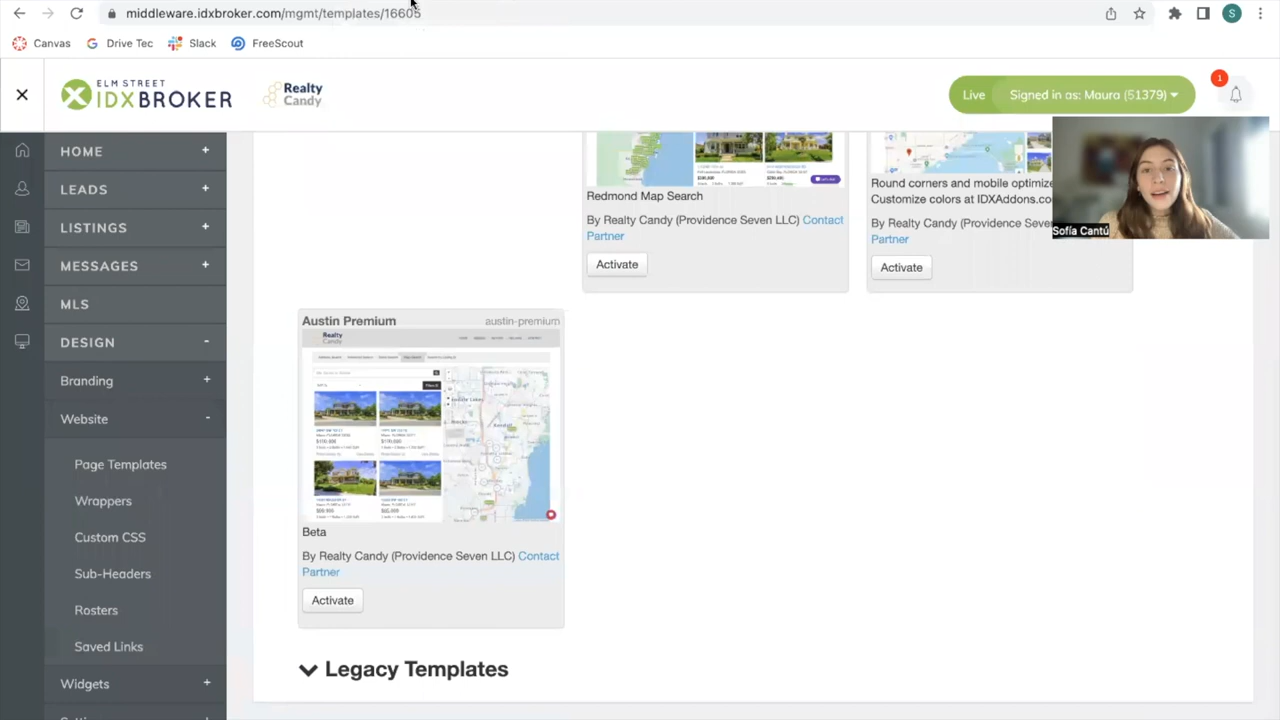 middleware.idxbroker.com/mgmt/templates/16605
Canvas
Drive Tec
Slack
FreeScout
S
ELM STREET
IDXBROKER
Realty
Candy
Live
Signed in as: Maura (51379)
1
HOME +
LEADS +
LISTINGS +
MESSAGES +
MLS
DESIGN -
Branding +
Website -
Page Templates
Wrappers
Custom CSS
Sub-Headers
Rosters
Saved Links
Widgets +
Redmond Map Search
By Realty Candy (Providence Seven LLC) Contact
Partner
Activate
Round corners and mobile optimize
Customize colors at IDXAddons.co
By Realty Candy (Providence Seve
Partner
Activate
Sofía Cantú
Austin Premium
austin-premium
Realty
Candy
Beta
By Realty Candy (Providence Seven LLC) Contact
Partner
Activate
Legacy Templates